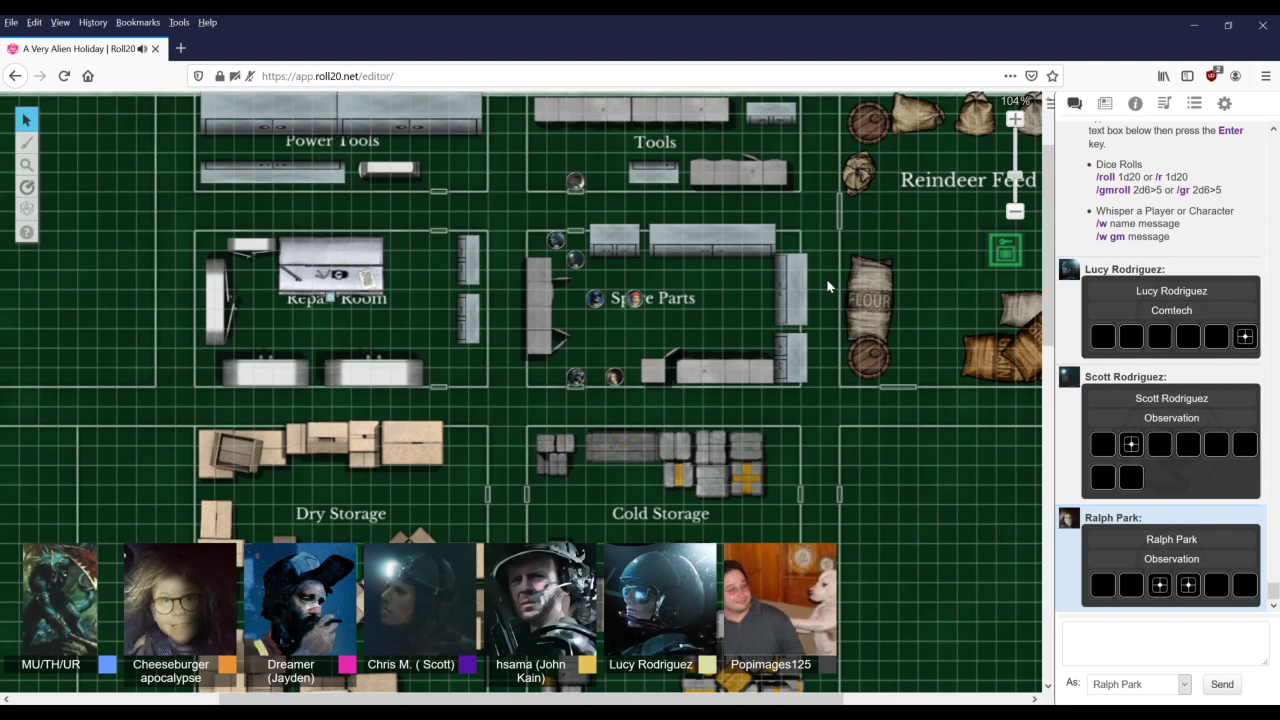 File Edit View History Bookmarks Tools Help
A Very Alien Holiday | Roll20
https://app.roll20.net/editor/
2
104%
Power Tools
Tools
Reindeer Feed
Repair Room
Spare Parts
FLOUR
Dry Storage
Cold Storage
MU/TH/UR
Cheeseburger
apocalypse
Dreamer
(Jayden)
Chris M. ( Scott)
hsama (John
Kain)
Lucy Rodriguez
Popimages125
text box below then press the Enter
key.
• Dice Rolls
/roll 1d20 or /r 1d20
/gmroll 2d6>5 or /gr 2d6>5
• Whisper a Player or Character
/w name message
/w gm message
Lucy Rodriguez:
Lucy Rodriguez
Comtech
Scott Rodriguez:
Scott Rodriguez
Observation
Ralph Park:
Ralph Park
Observation
As:
Ralph Park
Send